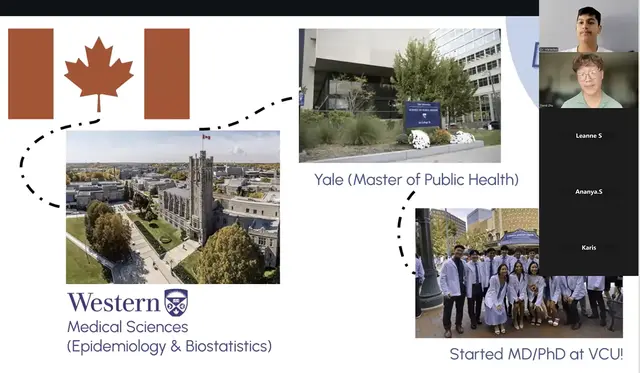 Western
Medical Sciences
(Epidemiology & Biostatistics)
Yale (Master of Public Health)
Started MD/PhD at VCU!
Leanne S
Ananya.S
Karis